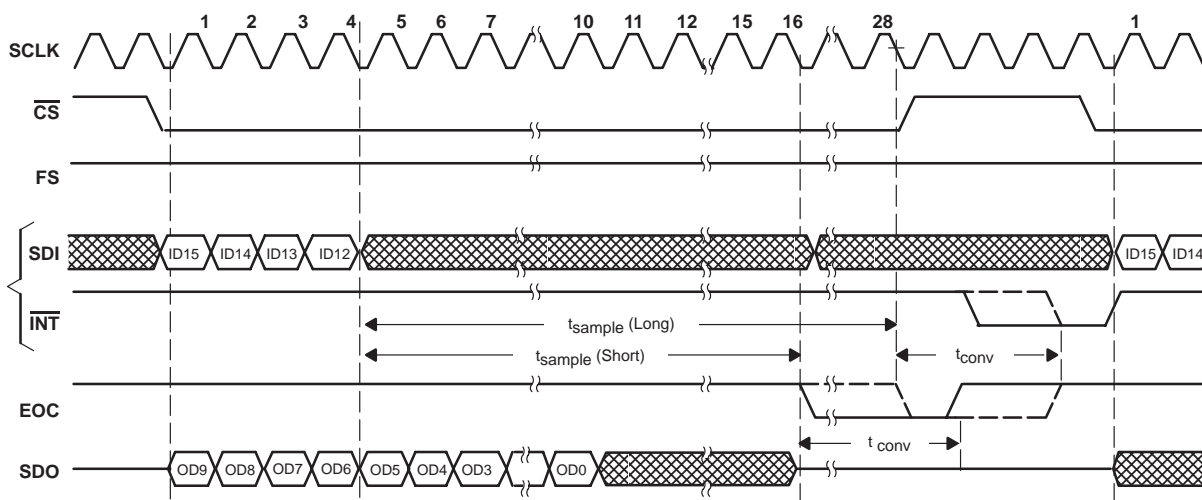 1 2 3 4 5 6 7 10 11 12 15 16 28 1
SCLK
CS
FS
SDI
ID15 ID14 ID13 ID12 ID15 ID14
INT
tsample (Long)
tsample (Short)
tconv
EOC
t conv
SDO
OD9 OD8 OD7 OD6 OD5 OD4 OD3 OD0